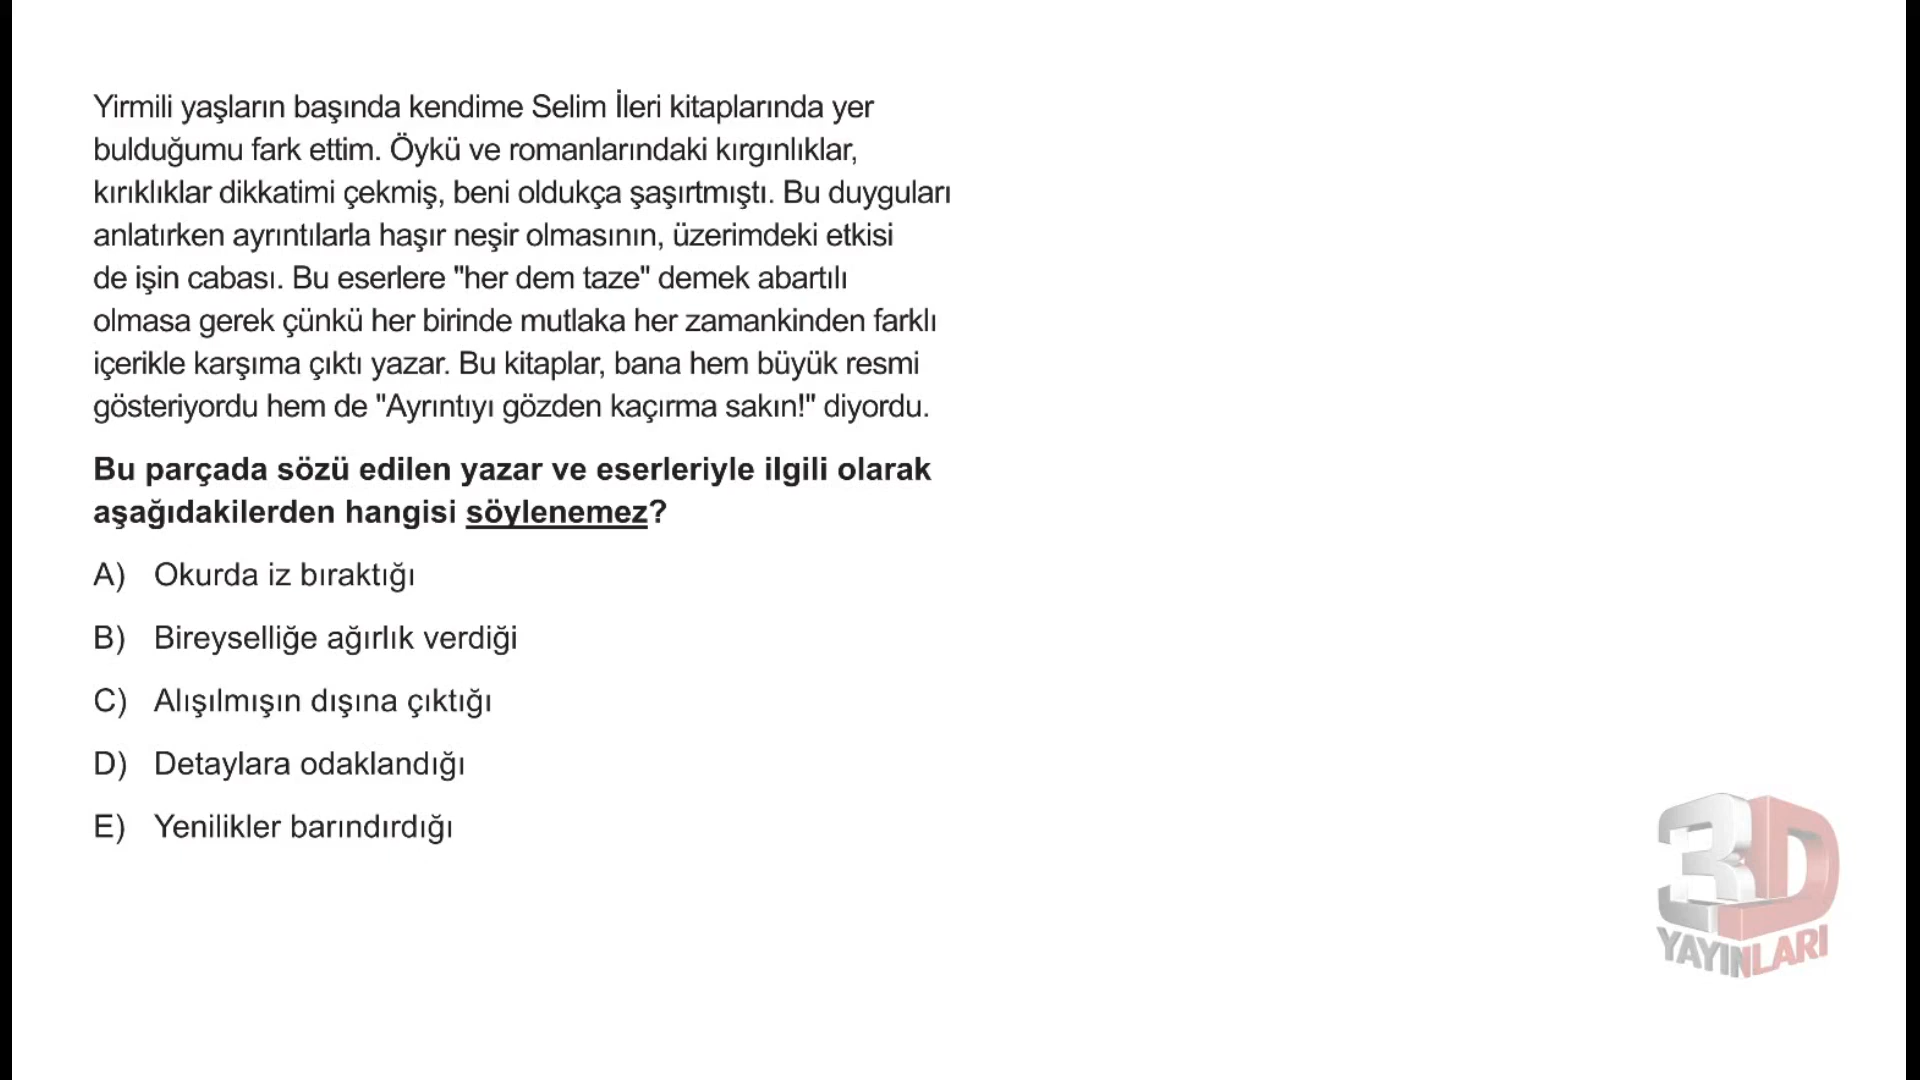 Yirmili yaşların başında kendime Selim İleri kitaplarında yer
bulduğumu fark ettim. Öykü ve romanlarındaki kırgınlıklar,
kırıklıklar dikkatimi çekmiş, beni oldukça şaşırtmıştı. Bu duyguları
anlatırken ayrıntılarla haşır neşir olmasının, üzerimdeki etkisi
de işin cabası. Bu eserlere "her dem taze" demek abartılı
olmasa gerek çünkü her birinde mutlaka her zamankinden farklı
içerikle karşıma çıktı yazar. Bu kitaplar, bana hem büyük resmi
gösteriyordu hem de "Ayrıntıyı gözden kaçırma sakın!" diyordu.
Bu parçada sözü edilen yazar ve eserleriyle ilgili olarak
aşağıdakilerden hangisi söylenemez?
A) Okurda iz bıraktığı
B) Bireyselliğe ağırlık verdiği
C) Alışılmışın dışına çıktığı
D) Detaylara odaklandığı
E) Yenilikler barındırdığı
3D
YAYINLARI